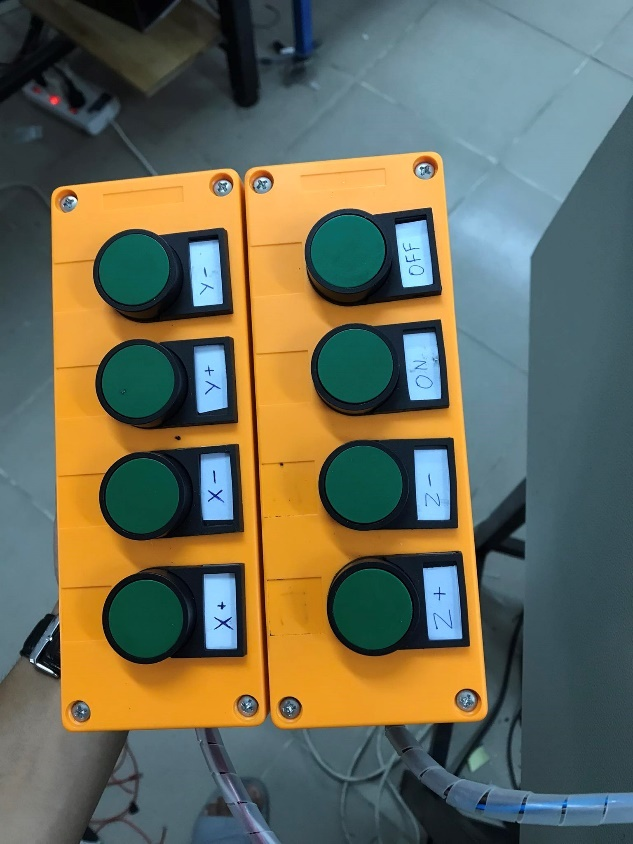 Y-
Y+
X-
X+
OFF
ON
Z-
Z+